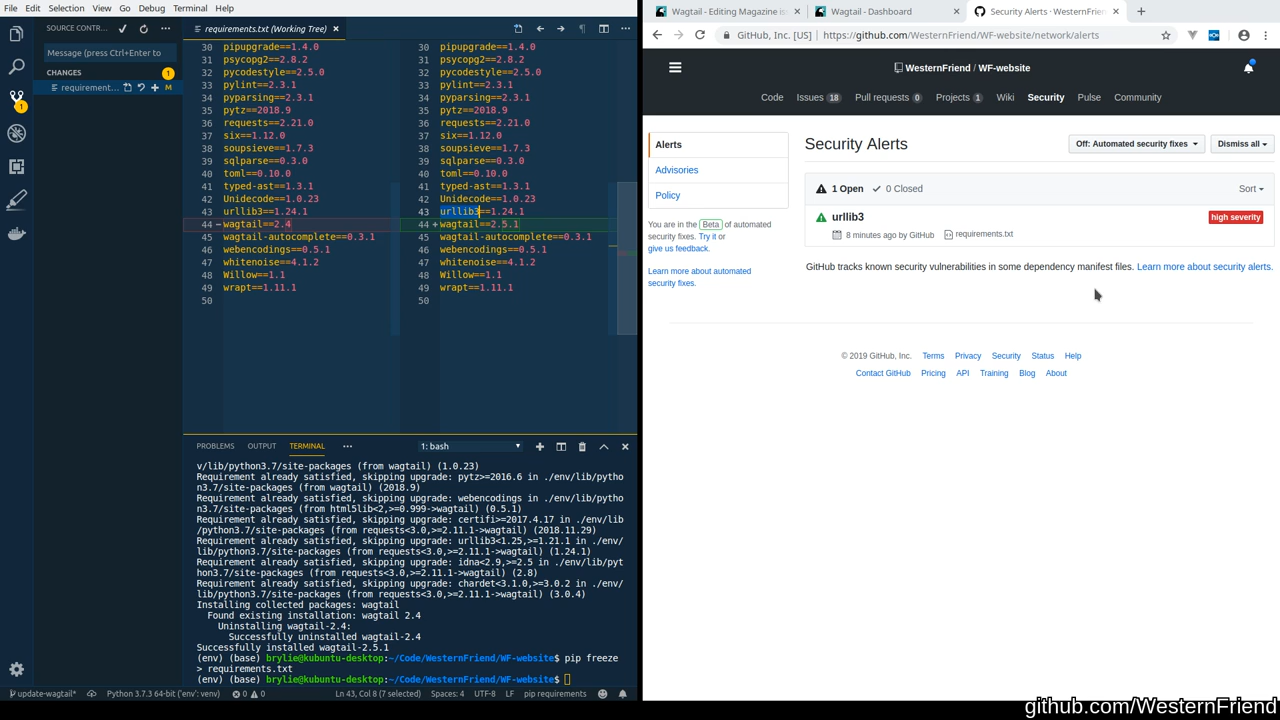 File Edit Selection View Go Debug Terminal Help
SOURCE CONTR...
Message (press Ctrl+Enter to
CHANGES 1
requirement... M
1
requirements.txt (Working Tree)
30 pipupgrade==1.4.0
31 psycopg2==2.8.2
32 pycodestyle==2.5.0
33 pylint==2.3.1
34 pyparsing==2.3.1
35 pytz==2018.9
36 requests==2.21.0
37 six==1.12.0
38 soupsieve==1.7.3
39 sqlparse==0.3.0
40 toml==0.10.0
41 typed-ast==1.3.1
42 Unidecode==1.0.23
43 urllib3==1.24.1
44 - wagtail==2.4
45 wagtail-autocomplete==0.3.1
46 webencodings==0.5.1
47 whitenoise==4.1.2
48 Willow==1.1
49 wrapt==1.11.1
50
30 pipupgrade==1.4.0
31 psycopg2==2.8.2
32 pycodestyle==2.5.0
33 pylint==2.3.1
34 pyparsing==2.3.1
35 pytz==2018.9
36 requests==2.21.0
37 six==1.12.0
38 soupsieve==1.7.3
39 sqlparse==0.3.0
40 toml==0.10.0
41 typed-ast==1.3.1
42 Unidecode==1.0.23
43 urllib3==1.24.1
44 + wagtail==2.5.1
45 wagtail-autocomplete==0.3.1
46 webencodings==0.5.1
47 whitenoise==4.1.2
48 Willow==1.1
49 wrapt==1.11.1
50
PROBLEMS OUTPUT TERMINAL ... 1: bash
v/lib/python3.7/site-packages (from wagtail) (1.0.23)
Requirement already satisfied, skipping upgrade: pytz>=2016.6 in ./env/lib/pytho
n3.7/site-packages (from wagtail) (2018.9)
Requirement already satisfied, skipping upgrade: webencodings in ./env/lib/pytho
n3.7/site-packages (from html5lib<2,>=0.999->wagtail) (0.5.1)
Requirement already satisfied, skipping upgrade: certifi>=2017.4.17 in ./env/lib
/python3.7/site-packages (from requests<3.0,>=2.11.1->wagtail) (2018.11.29)
Requirement already satisfied, skipping upgrade: urllib3<1.25,>=1.21.1 in ./env/
lib/python3.7/site-packages (from requests<3.0,>=2.11.1->wagtail) (1.24.1)
Requirement already satisfied, skipping upgrade: idna<2.9,>=2.5 in ./env/lib/pyt
hon3.7/site-packages (from requests<3.0,>=2.11.1->wagtail) (2.8)
Requirement already satisfied, skipping upgrade: chardet<3.1.0,>=3.0.2 in ./env/
lib/python3.7/site-packages (from requests<3.0,>=2.11.1->wagtail) (3.0.4)
Installing collected packages: wagtail
Found existing installation: wagtail 2.4
Uninstalling wagtail-2.4:
Successfully uninstalled wagtail-2.4
Successfully installed wagtail-2.5.1
(env) (base) brylie@kubuntu-desktop:~/Code/WesternFriend/WF-website$ pip freeze
> requirements.txt
(env) (base) brylie@kubuntu-desktop:~/Code/WesternFriend/WF-website$
update-wagtail* Python 3.7.3 64-bit ('env': venv) 0 0 Ln 43, Col 8 (7 selected) Spaces: 4 UTF-8 LF pip requirements
Wagtail - Editing Magazine is Wagtail - Dashboard Security Alerts · WesternFr
GitHub, Inc. [US] | https://github.com/WesternFriend/WF-website/network/alerts
WesternFriend / WF-website
Code Issues 18 Pull requests 0 Projects 1 Wiki Security Pulse Community
Alerts
Advisories
Policy
You are in the Beta of automated
security fixes. Try it or
give us feedback.
Learn more about automated
security fixes.
Security Alerts Off: Automated security fixes Dismiss all
1 Open 0 Closed Sort
urllib3 high severity
8 minutes ago by GitHub requirements.txt
GitHub tracks known security vulnerabilities in some dependency manifest files. Learn more about security alerts.
© 2019 GitHub, Inc. Terms Privacy Security Status Help
Contact GitHub Pricing API Training Blog About
github.com/WesternFriend